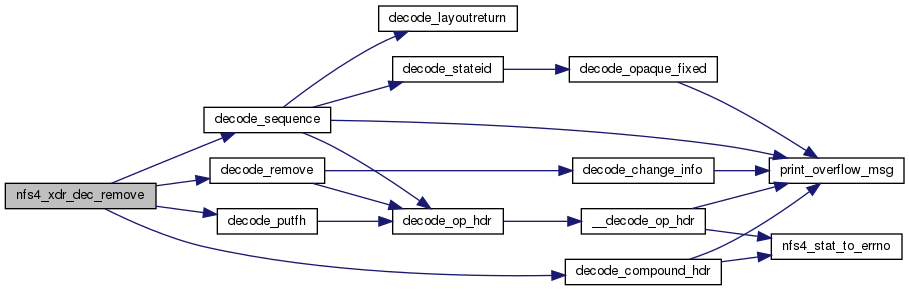 decode_layoutreturn
decode_stateid
decode_opaque_fixed
decode_sequence
decode_remove
decode_change_info
print_overflow_msg
nfs4_xdr_dec_remove
decode_putfh
decode_op_hdr
__decode_op_hdr
nfs4_stat_to_errno
decode_compound_hdr